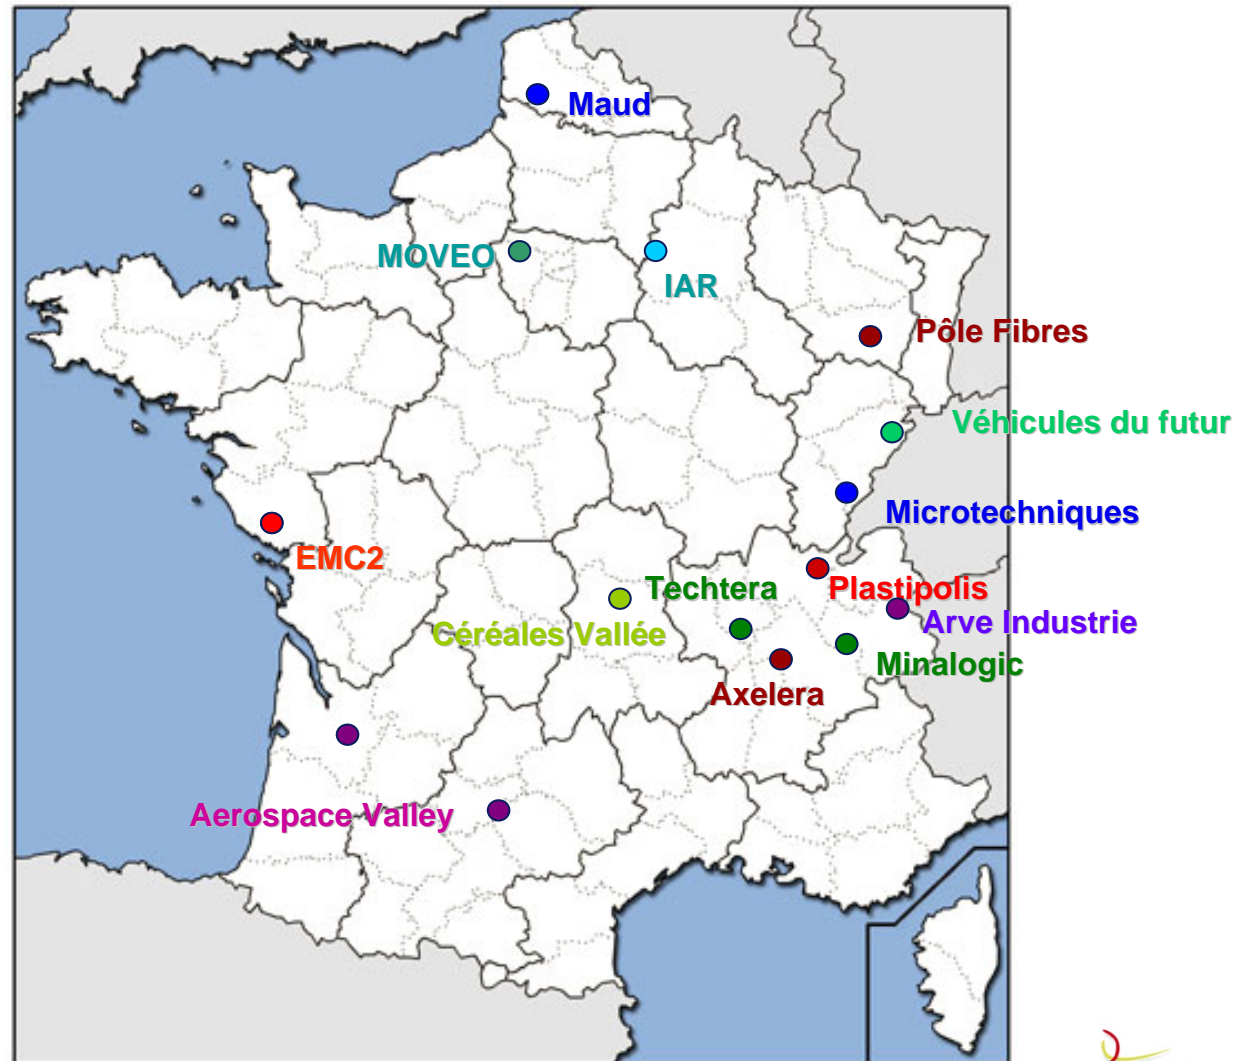 Maud
MOVEO
IAR
Pôle Fibres
Véhicules du futur
Microtechniques
EMC2
Techtera
Plastipolis
Céréales Vallée
Arve Industrie
Minalogic
Axelera
Aerospace Valley